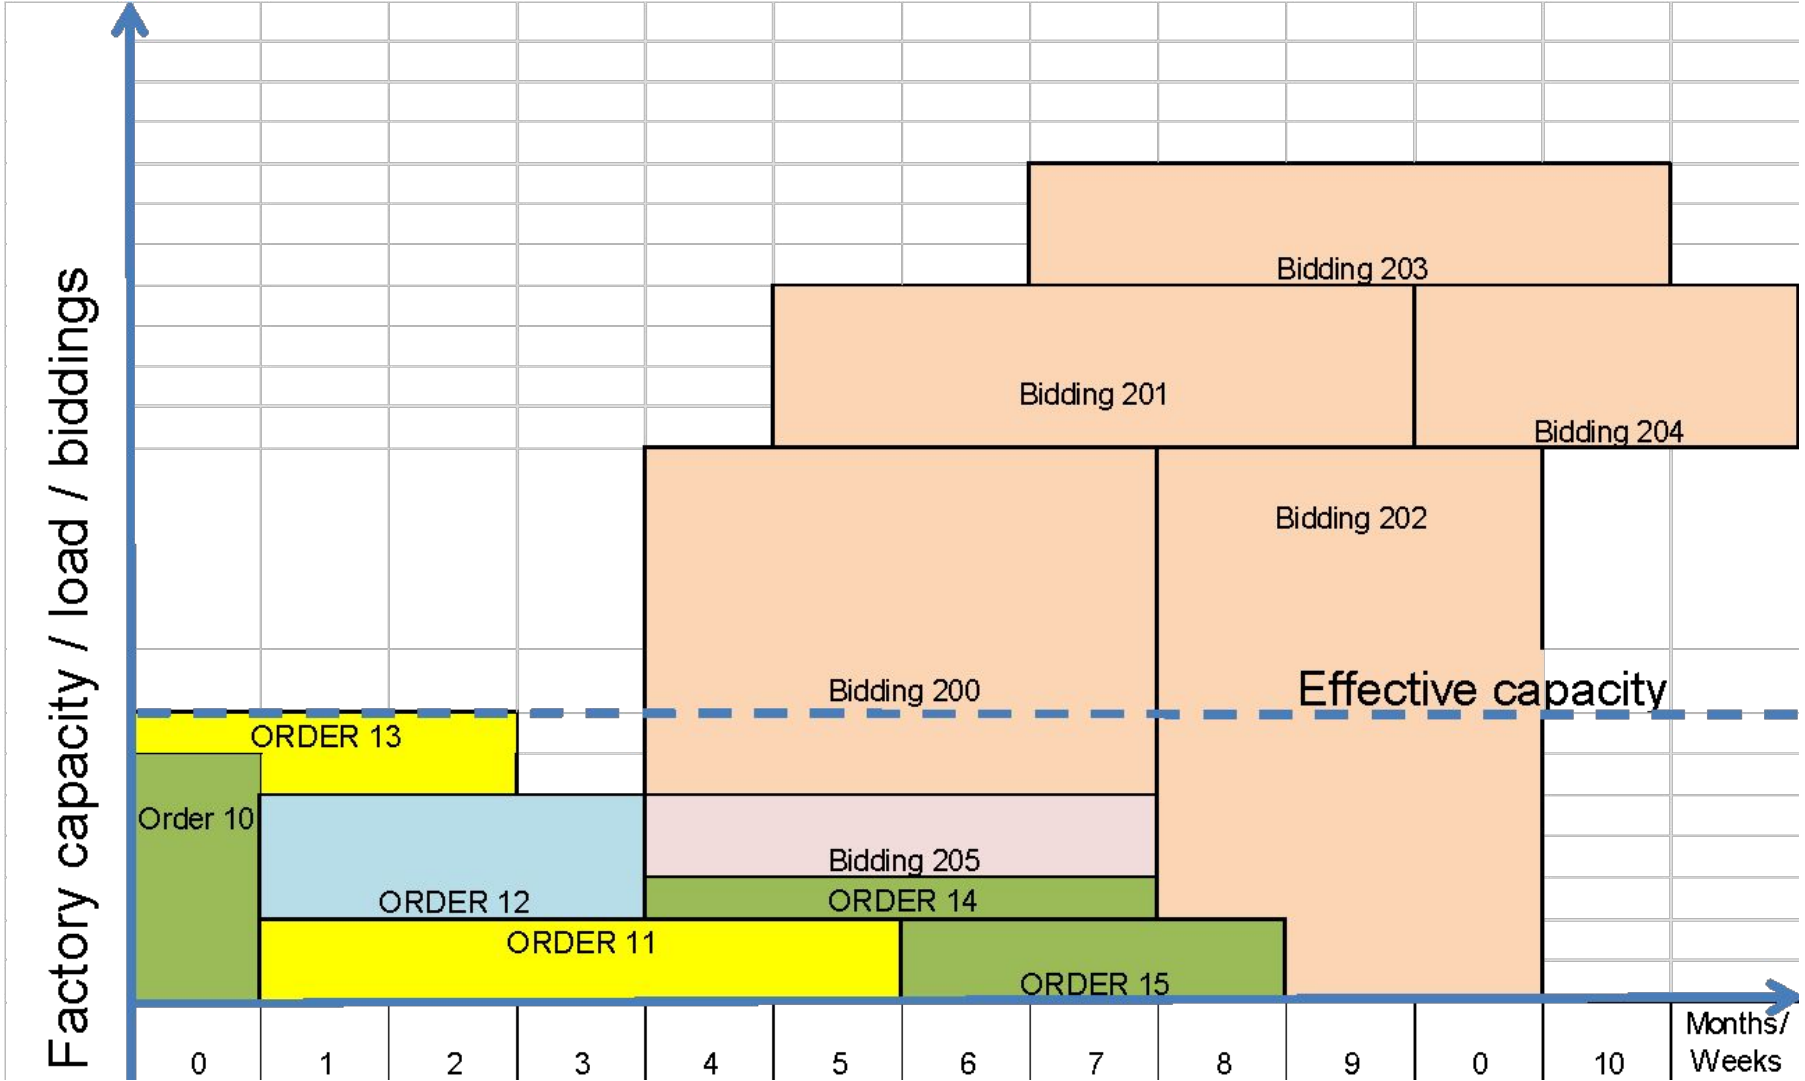 Factory capacity / load / biddings
Bidding 203
Bidding 201
Bidding 204
Bidding 202
Bidding 200
Effective capacity
ORDER 13
Order 10
Bidding 205
ORDER 12
ORDER 14
ORDER 11
ORDER 15
0 1 2 3 4 5 6 7 8 9 0 10
Months/
Weeks